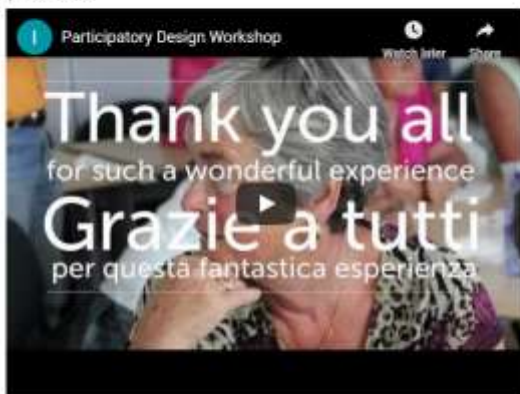 I
Participatory Design Workshop
Watch later
Share
Thank you all
for such a wonderful experience
Grazie a tutti
per questa fantastica esperienza